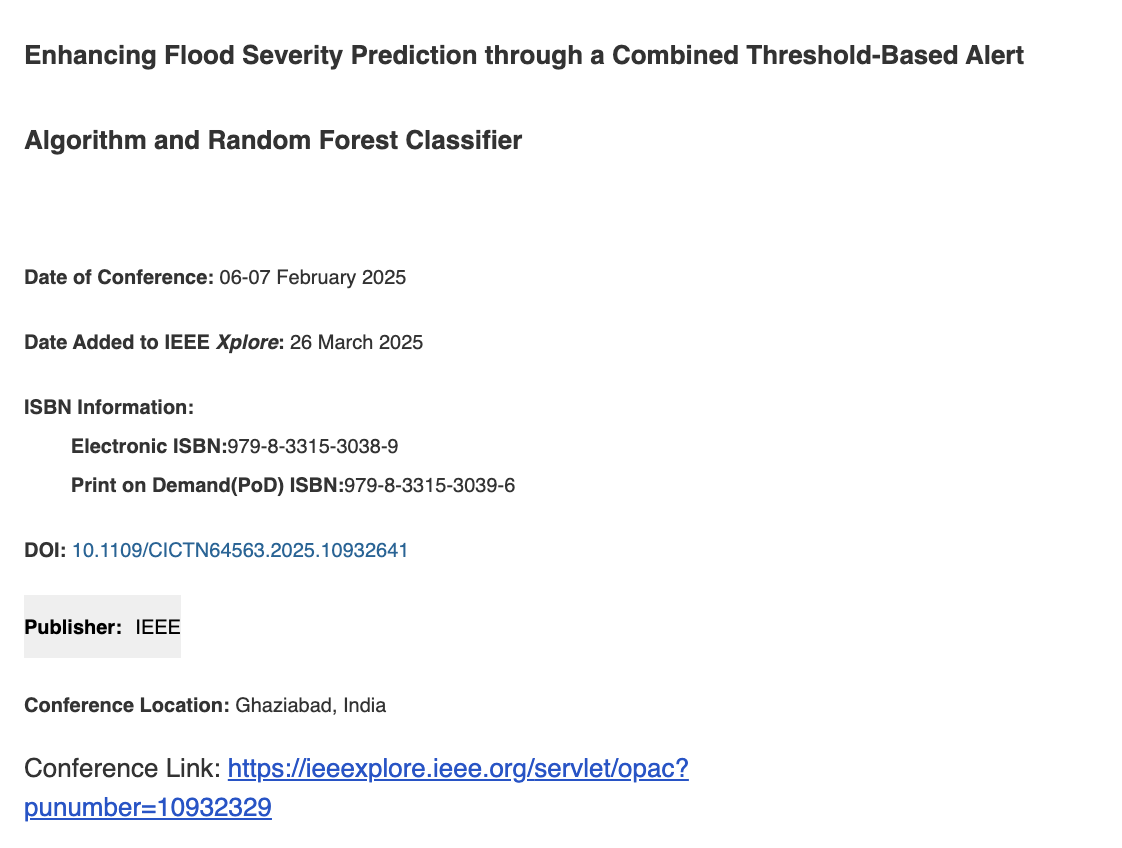 Enhancing Flood Severity Prediction through a Combined Threshold-Based Alert
Algorithm and Random Forest Classifier
Date of Conference: 06-07 February 2025
Date Added to IEEE Xplore: 26 March 2025
ISBN Information:
Electronic ISBN:979-8-3315-3038-9
Print on Demand(PoD) ISBN:979-8-3315-3039-6
DOI: 10.1109/CICTN64563.2025.10932641
Publisher: IEEE
Conference Location: Ghaziabad, India
Conference Link: https://ieeexplore.ieee.org/servlet/opac?
punumber=10932329